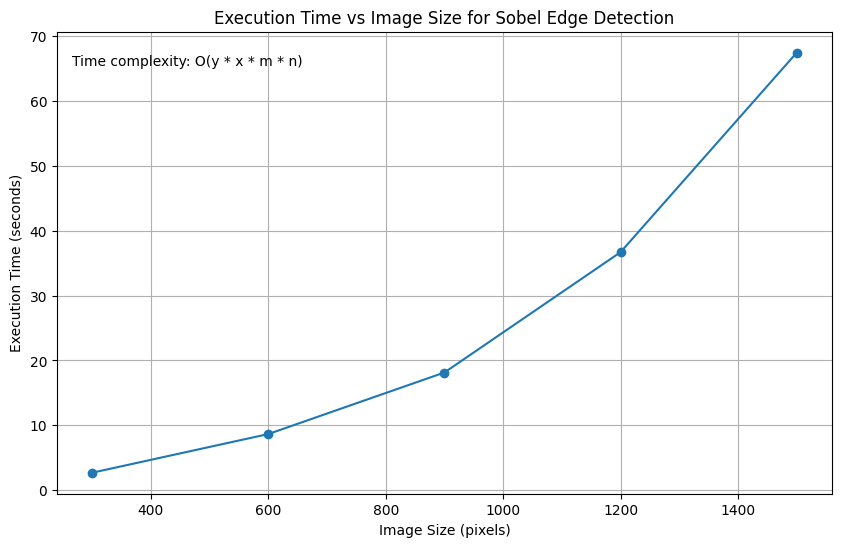 Execution Time vs Image Size for Sobel Edge Detection
70
Time complexity: O(y * x * m * n)
60
50
40
30
20
10
0
Execution Time (seconds)
400 600 800 1000 1200 1400
Image Size (pixels)